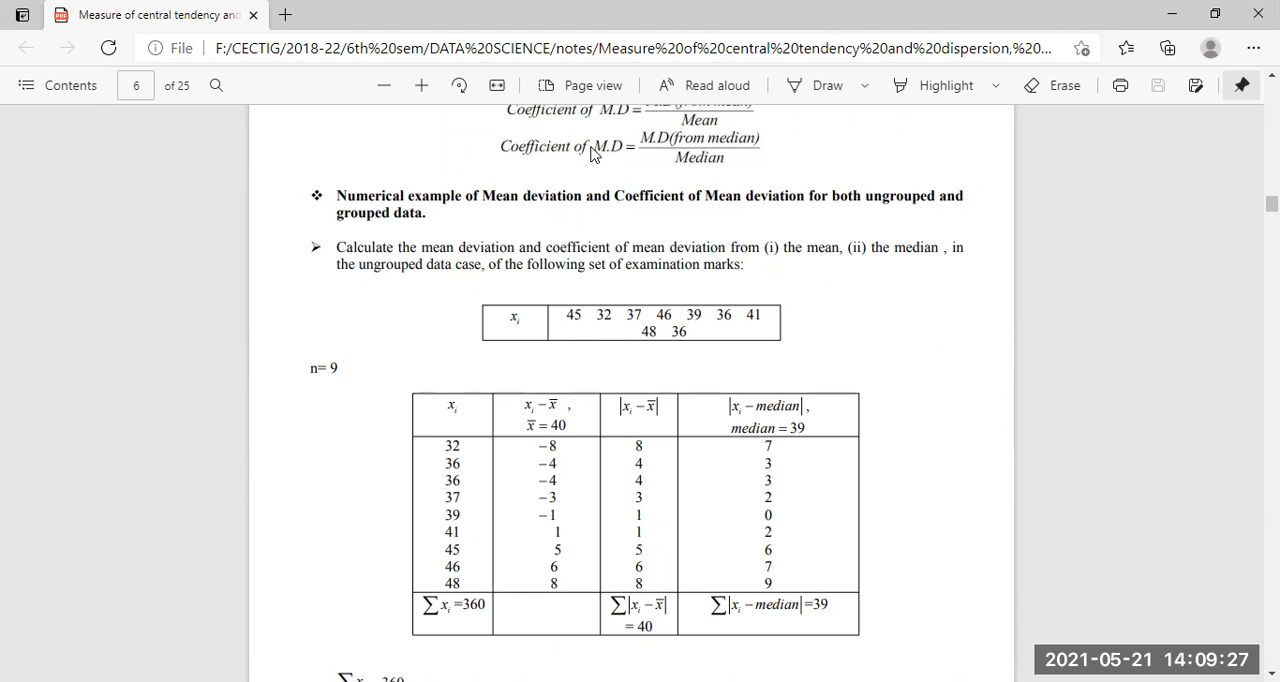 Measure of central tendency an
File
F:/CECTIG/2018-22/6th%20sem/DATA%20SCIENCE/notes/Measure%20of%20central%20tendency%20and%20dispersion,%20...
Contents
6 of 25
Page view
Read aloud
Draw
Highlight
Erase
Coefficient of M.D =
Mean
Coefficient of M.D = M.D(from median)
Median
❖ Numerical example of Mean deviation and Coefficient of Mean deviation for both ungrouped and
grouped data.
➢ Calculate the mean deviation and coefficient of mean deviation from (i) the mean, (ii) the median , in
the ungrouped data case, of the following set of examination marks:
xᵢ 45 32 37 46 39 36 41
48 36
n= 9
xᵢ xᵢ − x̅ , |xᵢ − x̅| |xᵢ − median| ,
x̅ = 40 median = 39
32 −8 8 7
36 −4 4 3
36 −4 4 3
37 −3 3 2
39 −1 1 0
41 1 1 2
45 5 5 6
46 6 6 7
48 8 8 9
∑ xᵢ =360 ∑|xᵢ − x̅| ∑|xᵢ − median| =39
= 40
2021-05-21 14:09:27